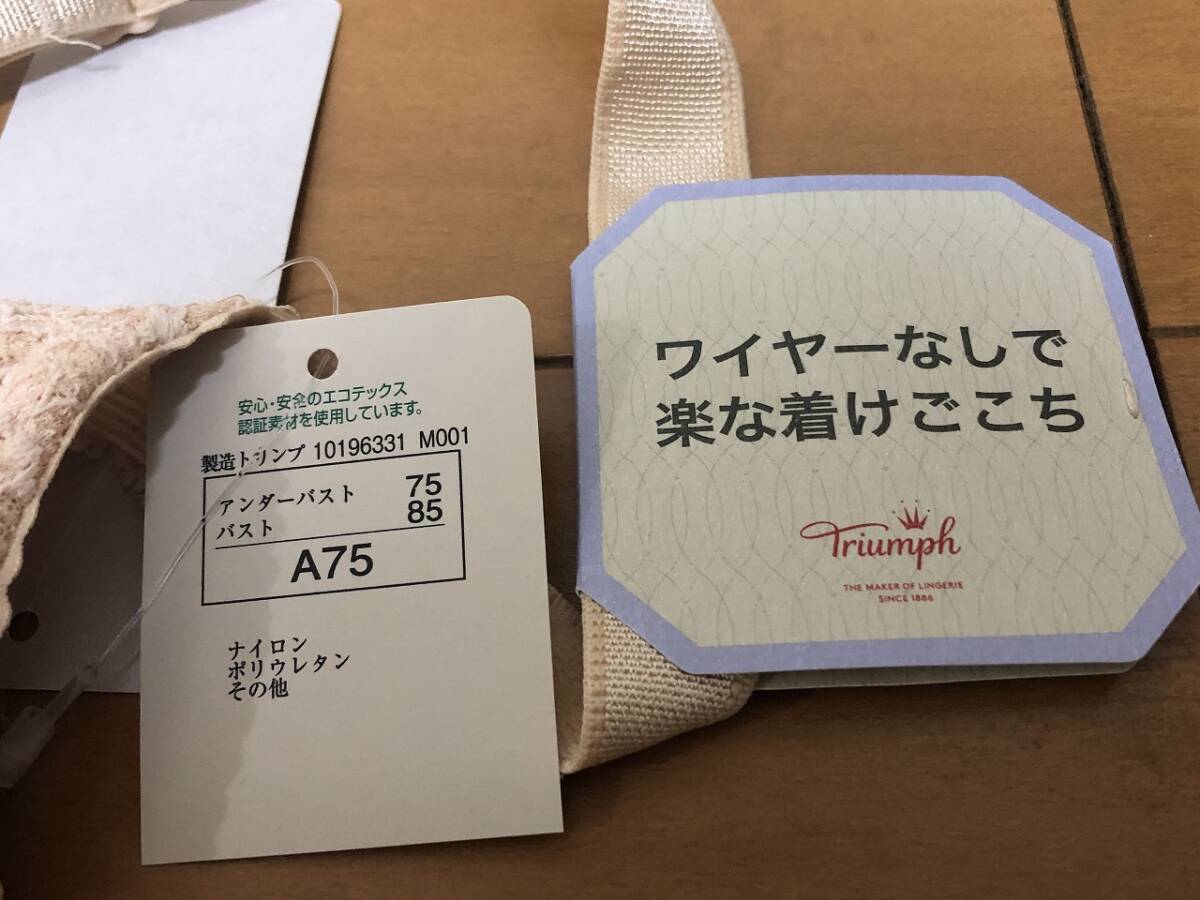 安心・安全のエコテックス
認証素材を使用しています。
製造トリンプ 10196331 M001
アンダーバスト 75
バスト 85
A75
ナイロン
ポリウレタン
その他
ワイヤーなしで
楽な着けごこち
Triumph
THE MAKER OF LINGERIE
SINCE 1886